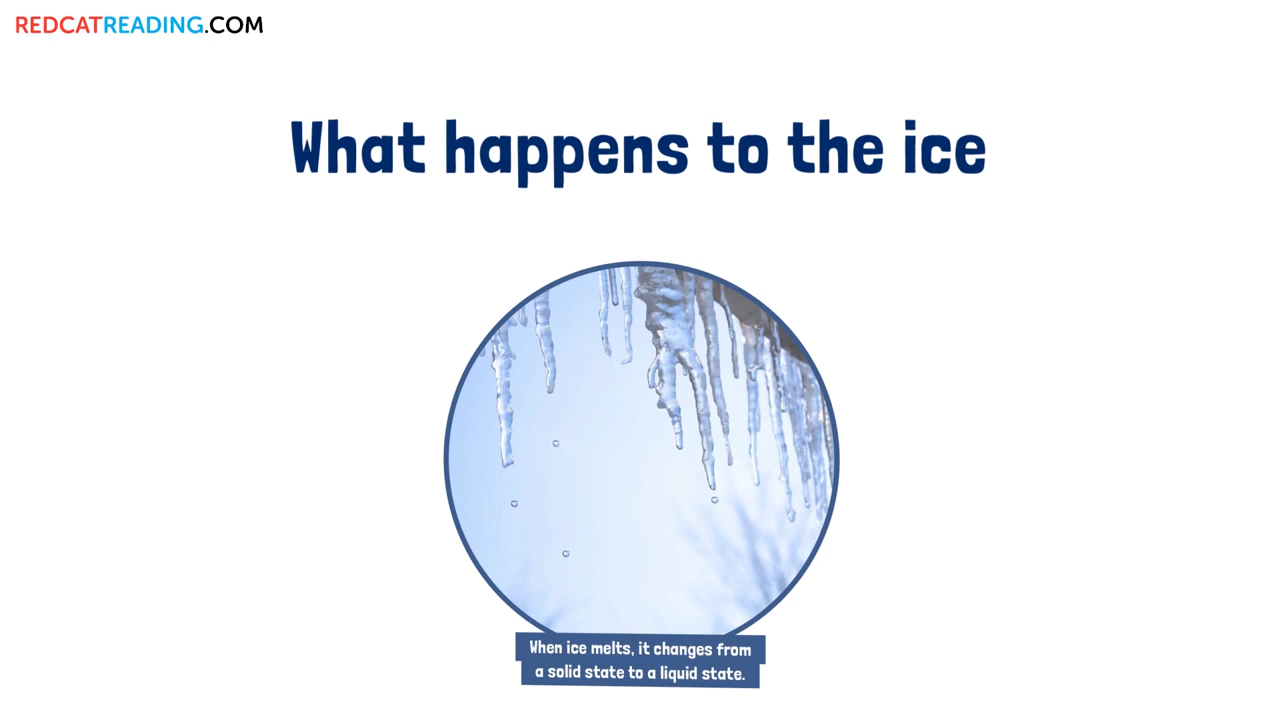 REDCATREADING.COM
What happens to the ice
When ice melts, it changes from
a solid state to a liquid state.